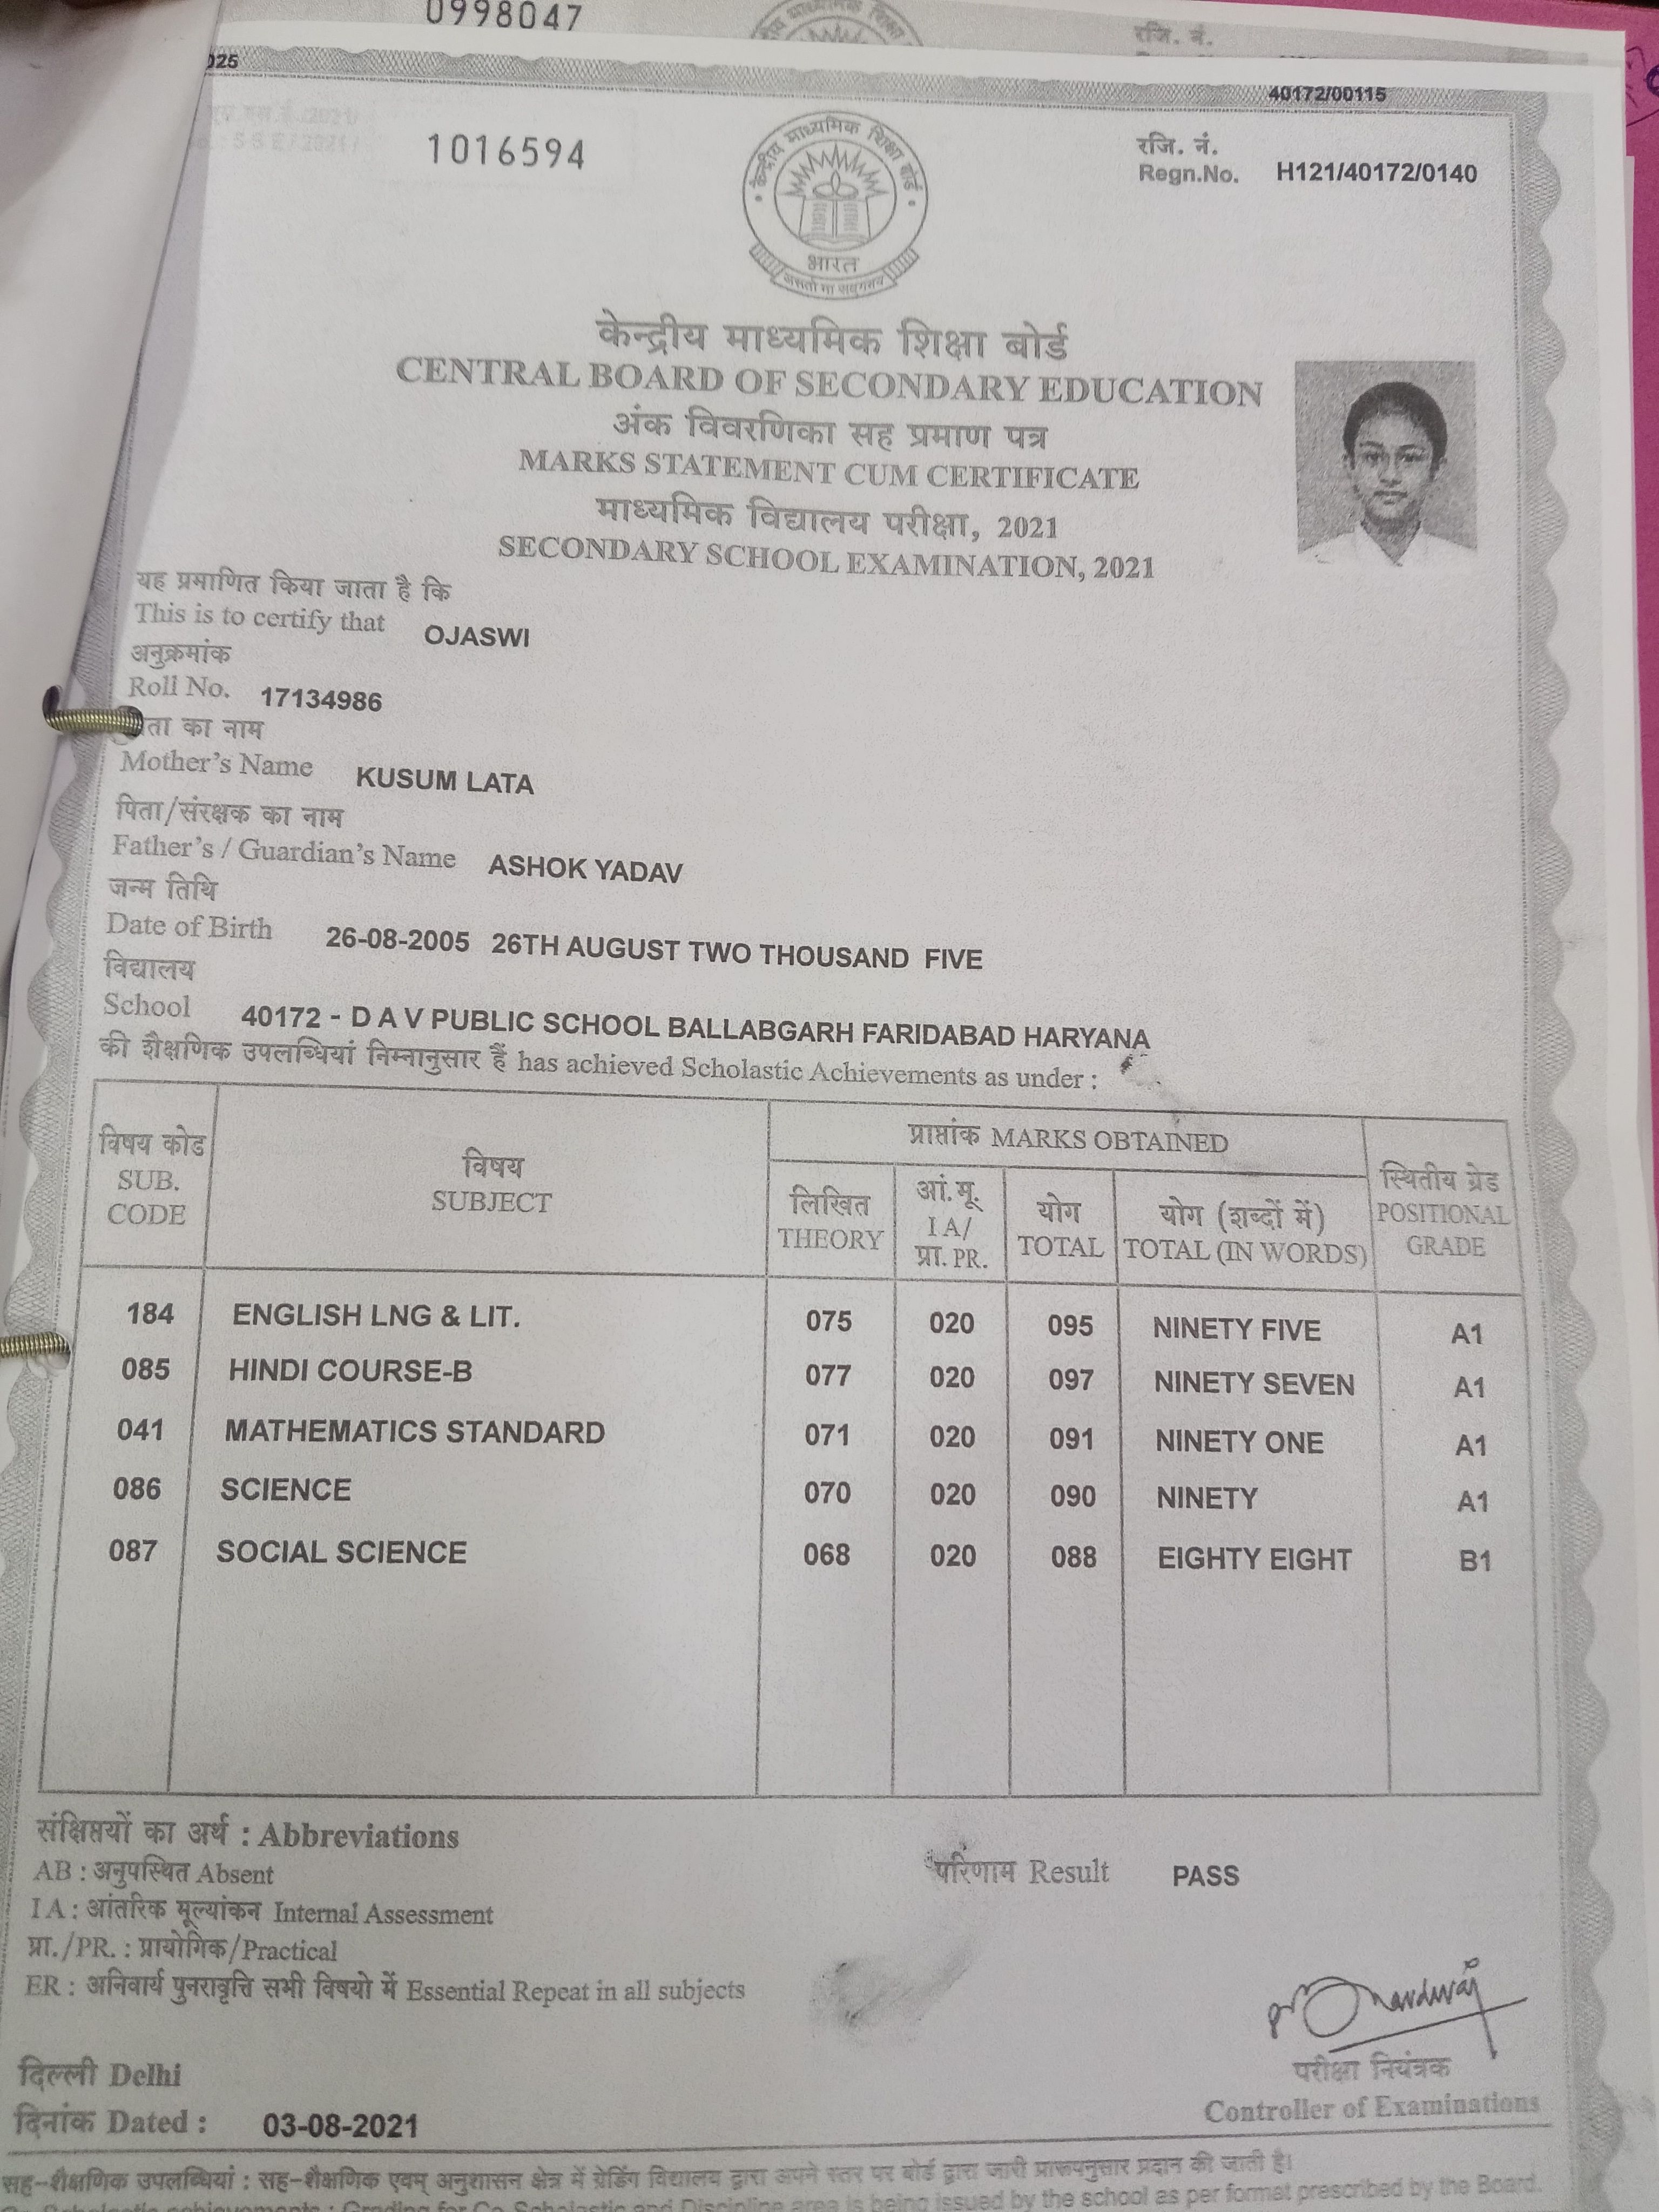 0998047
रजि. नं.
025
40172/00115
1016594
केन्द्रीय माध्यमिक शिक्षा बोर्ड
भारत
असतो मा सद्गमय
रजि. नं.
Regn.No. H121/40172/0140
केन्द्रीय माध्यमिक शिक्षा बोर्ड
CENTRAL BOARD OF SECONDARY EDUCATION
अंक विवरणिका सह प्रमाण पत्र
MARKS STATEMENT CUM CERTIFICATE
माध्यमिक विद्यालय परीक्षा, 2021
SECONDARY SCHOOL EXAMINATION, 2021
यह प्रमाणित किया जाता है कि
This is to certify that OJASWI
अनुक्रमांक
Roll No. 17134986
का नाम
Mother's Name KUSUM LATA
पिता/संरक्षक का नाम
Father's / Guardian's Name ASHOK YADAV
जन्म तिथि
Date of Birth 26-08-2005 26TH AUGUST TWO THOUSAND FIVE
विद्यालय
School 40172 - D A V PUBLIC SCHOOL BALLABGARH FARIDABAD HARYANA
की शैक्षणिक उपलब्धियां निम्नानुसार हैं has achieved Scholastic Achievements as under :
विषय कोड SUB. CODE
विषय SUBJECT
प्राप्तांक MARKS OBTAINED
लिखित THEORY
आं.मू. I A/ प्रा. PR.
योग TOTAL
योग (शब्दों में) TOTAL (IN WORDS)
स्थितीय ग्रेड POSITIONAL GRADE
184 ENGLISH LNG & LIT. 075 020 095 NINETY FIVE A1
085 HINDI COURSE-B 077 020 097 NINETY SEVEN A1
041 MATHEMATICS STANDARD 071 020 091 NINETY ONE A1
086 SCIENCE 070 020 090 NINETY A1
087 SOCIAL SCIENCE 068 020 088 EIGHTY EIGHT B1
संक्षिप्तयों का अर्थ : Abbreviations
AB : अनुपस्थित Absent
परिणाम Result PASS
I A : आंतरिक मूल्यांकन Internal Assessment
प्रा./PR. : प्रायोगिक/Practical
ER : अनिवार्य पुनरावृत्ति सभी विषयो में Essential Repeat in all subjects
परीक्षा नियंत्रक
Controller of Examinations
दिल्ली Delhi
दिनांक Dated : 03-08-2021
सह-शैक्षणिक उपलब्धियां : सह-शैक्षणिक एवम् अनुशासन क्षेत्र में ग्रेडिंग विद्यालय द्वारा अपने स्तर पर बोर्ड द्वारा जारी प्रारूपनुसार प्रदान की जाती है।
Scholastic achievements : Grading for Co-Scholastic and Discipline area is being issued by the school as per format prescribed by the Board.